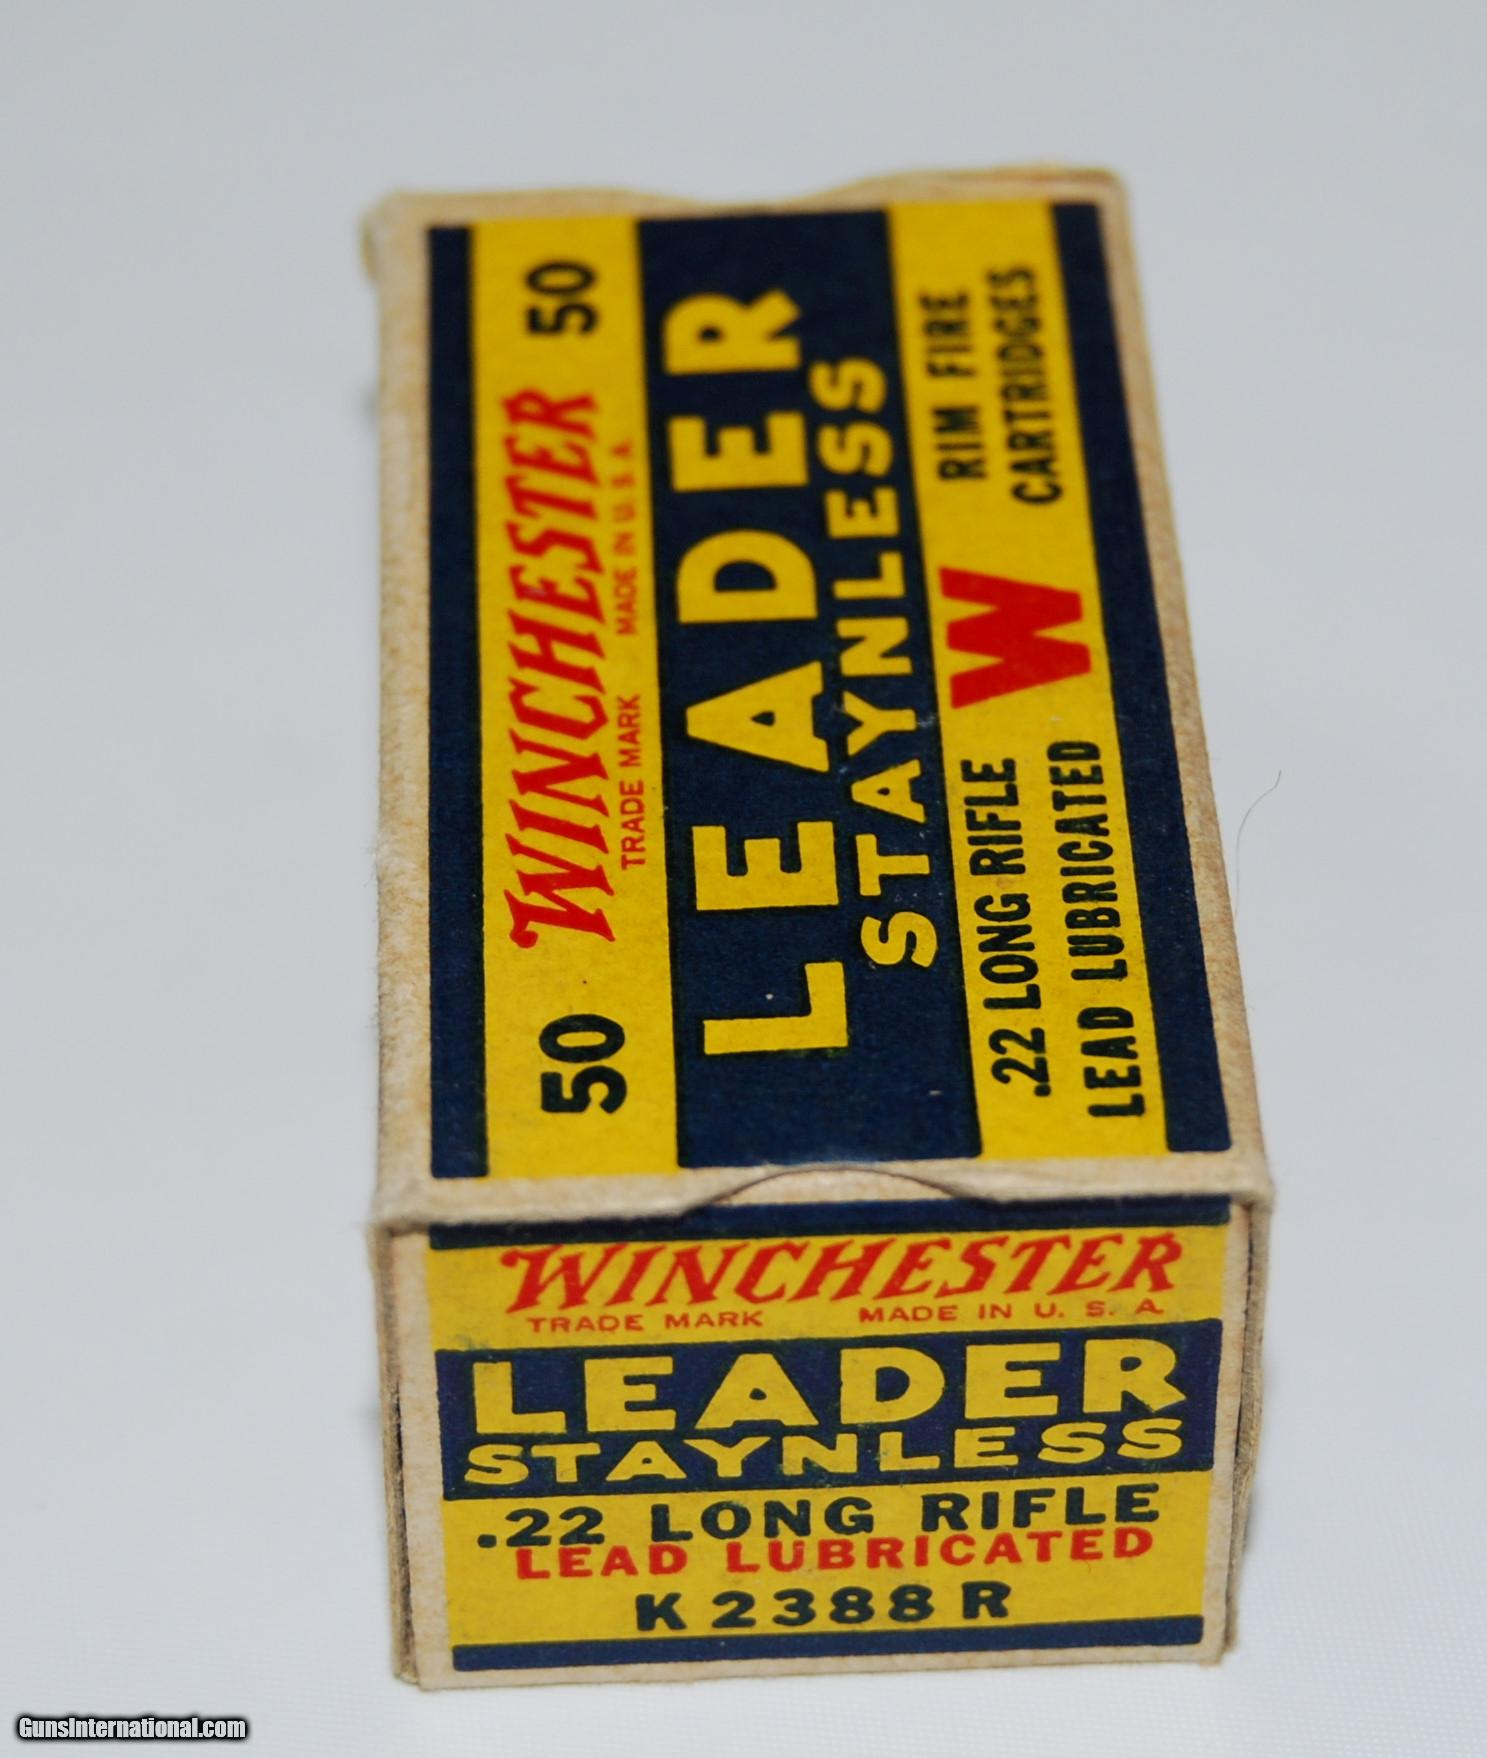 50 WINCHESTER 50
TRADE MARK MADE IN U. S. A.
LEADER
STAYNLESS
.22 LONG RIFLE W RIM FIRE
LEAD LUBRICATED CARTRIDGES
WINCHESTER
TRADE MARK MADE IN U. S. A.
LEADER
STAYNLESS
.22 LONG RIFLE
LEAD LUBRICATED
K2388R
GunsInternational.com